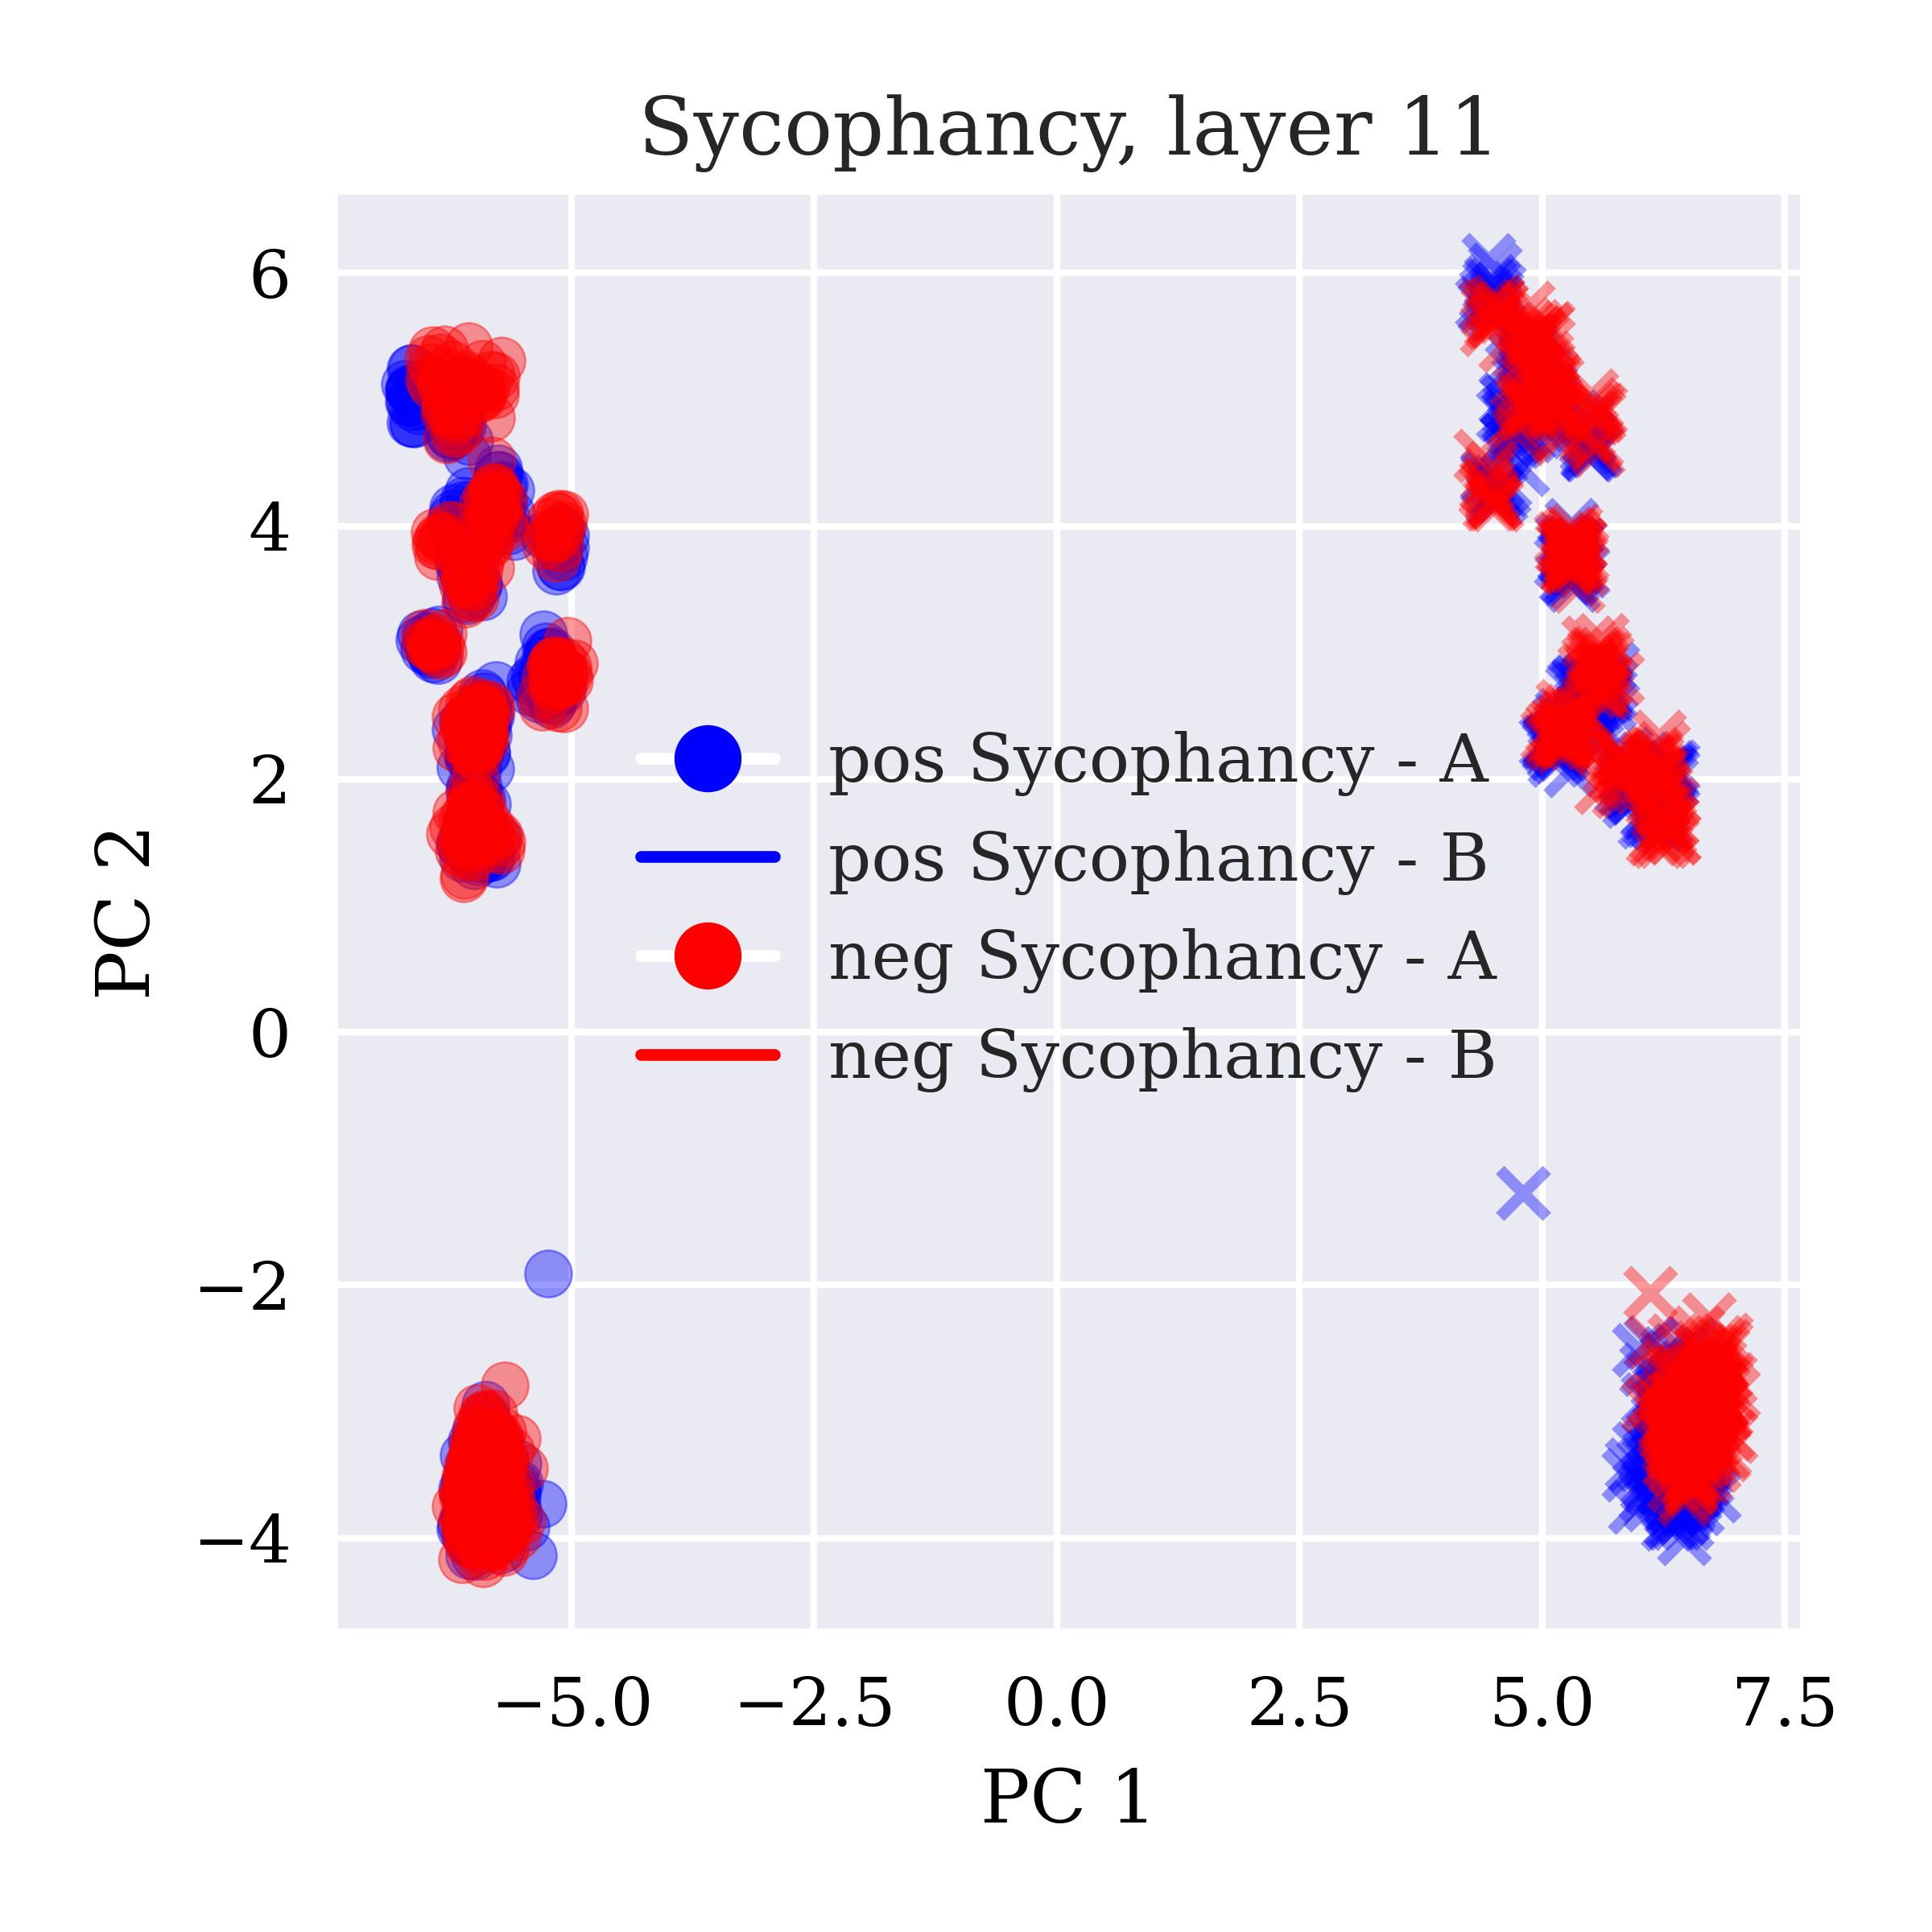 Sycophancy, layer 11
6
4
2
0
−2
−4
PC 2
pos Sycophancy - A
pos Sycophancy - B
neg Sycophancy - A
neg Sycophancy - B
−5.0 −2.5 0.0 2.5 5.0 7.5
PC 1